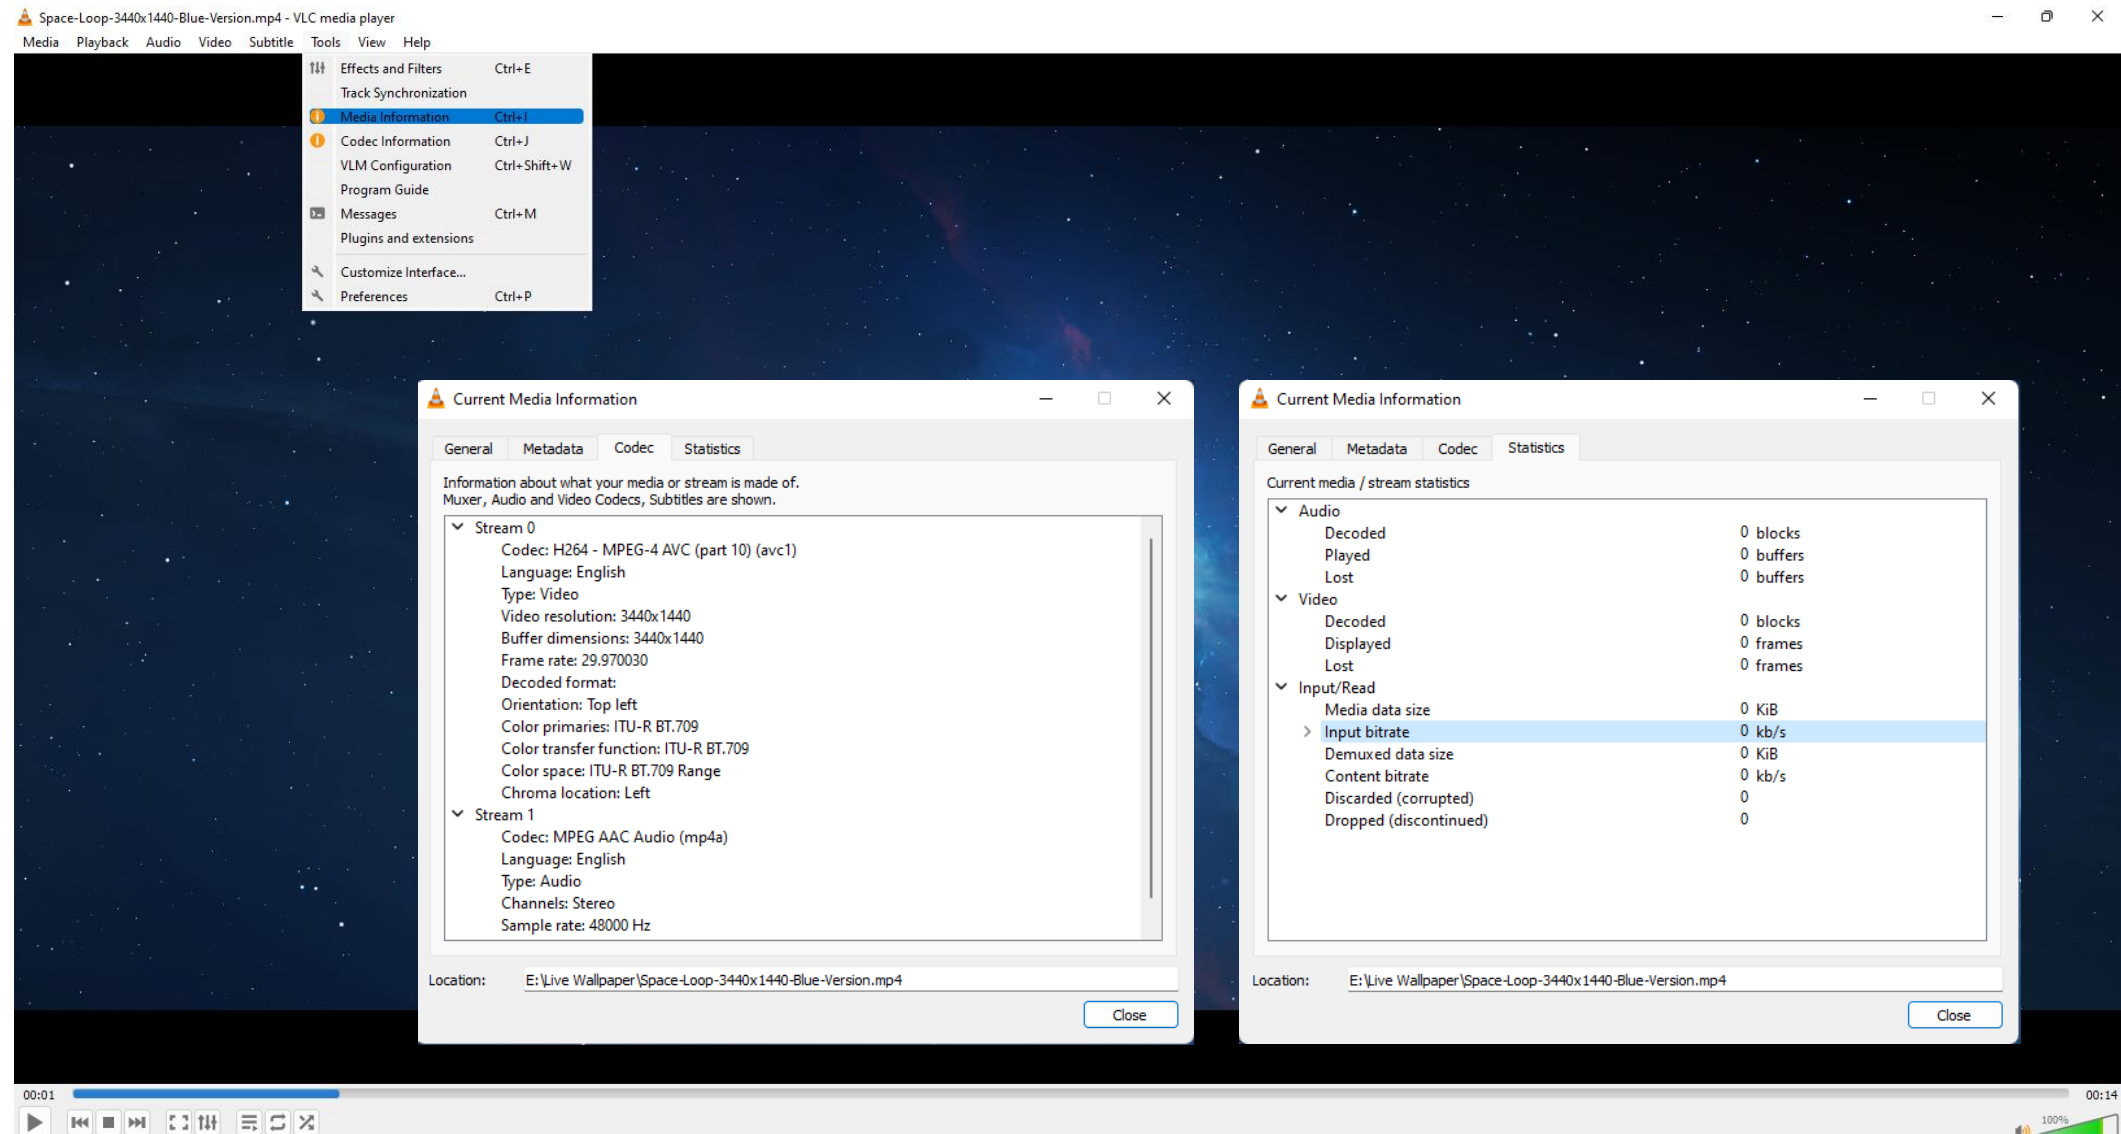 Space-Loop-3440x1440-Blue-Version.mp4 - VLC media player
Media Playback Audio Video Subtitle Tools View Help
Effects and Filters Ctrl+E
Track Synchronization
Media Information Ctrl+I
Codec Information Ctrl+J
VLM Configuration Ctrl+Shift+W
Program Guide
Messages Ctrl+M
Plugins and extensions
Customize Interface...
Preferences Ctrl+P
Current Media Information
General Metadata Codec Statistics
Information about what your media or stream is made of.
Muxer, Audio and Video Codecs, Subtitles are shown.
Stream 0
Codec: H264 - MPEG-4 AVC (part 10) (avc1)
Language: English
Type: Video
Video resolution: 3440x1440
Buffer dimensions: 3440x1440
Frame rate: 29.970030
Decoded format:
Orientation: Top left
Color primaries: ITU-R BT.709
Color transfer function: ITU-R BT.709
Color space: ITU-R BT.709 Range
Chroma location: Left
Stream 1
Codec: MPEG AAC Audio (mp4a)
Language: English
Type: Audio
Channels: Stereo
Sample rate: 48000 Hz
Location: E:\Live Wallpaper\Space-Loop-3440x1440-Blue-Version.mp4
Close
Current Media Information
General Metadata Codec Statistics
Current media / stream statistics
Audio
Decoded 0 blocks
Played 0 buffers
Lost 0 buffers
Video
Decoded 0 blocks
Displayed 0 frames
Lost 0 frames
Input/Read
Media data size 0 KiB
Input bitrate 0 kb/s
Demuxed data size 0 KiB
Content bitrate 0 kb/s
Discarded (corrupted) 0
Dropped (discontinued) 0
Location: E:\Live Wallpaper\Space-Loop-3440x1440-Blue-Version.mp4
Close
00:01 00:14
100%